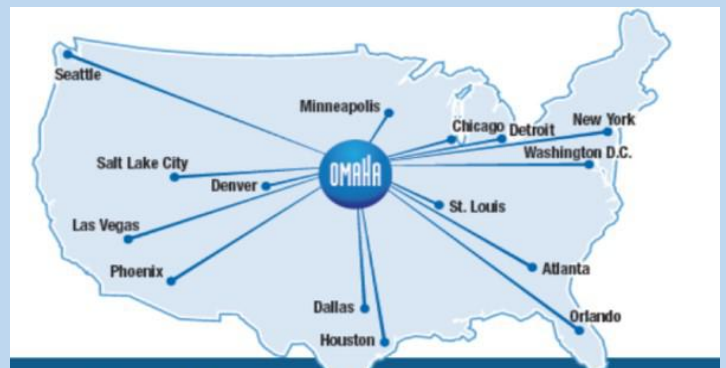 Seattle
Minneapolis
Chicago
Detroit
New York
Washington D.C.
Salt Lake City
Denver
OMAHA
St. Louis
Las Vegas
Phoenix
Atlanta
Dallas
Orlando
Houston